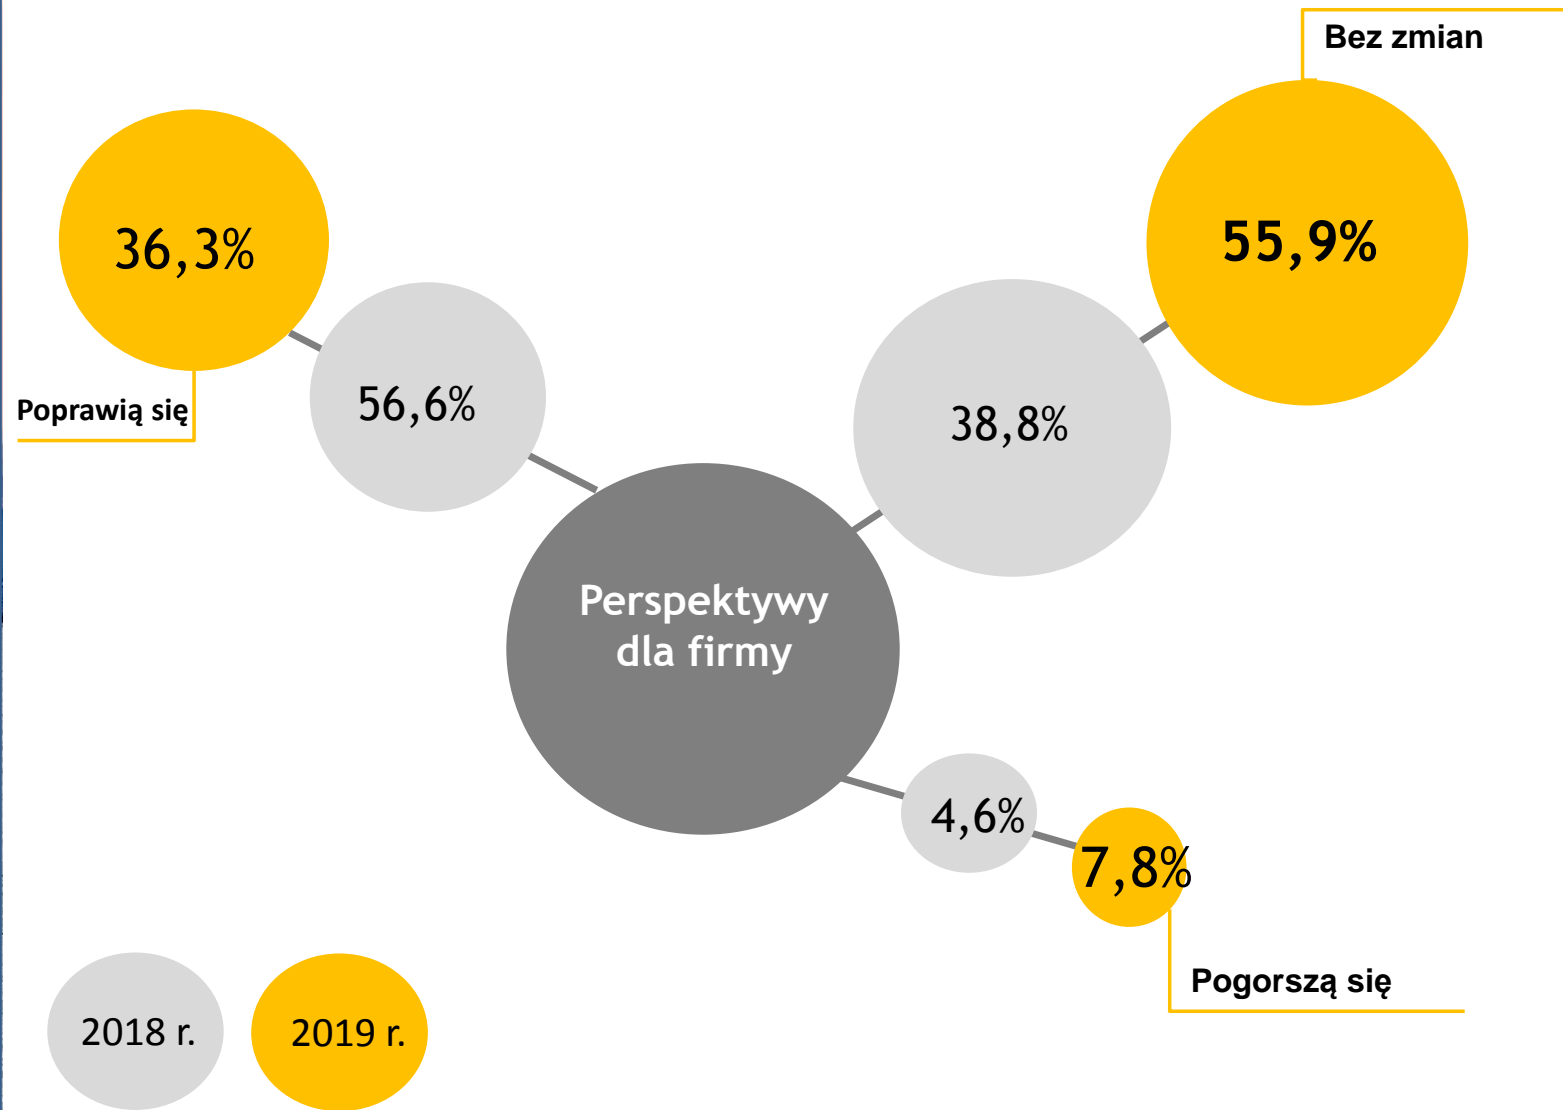 Bez zmian
36,3%
55,9%
56,6%
38,8%
Poprawią się
Perspektywy
dla firmy
4,6%
7,8%
Pogorszą się
2018 r.
2019 r.